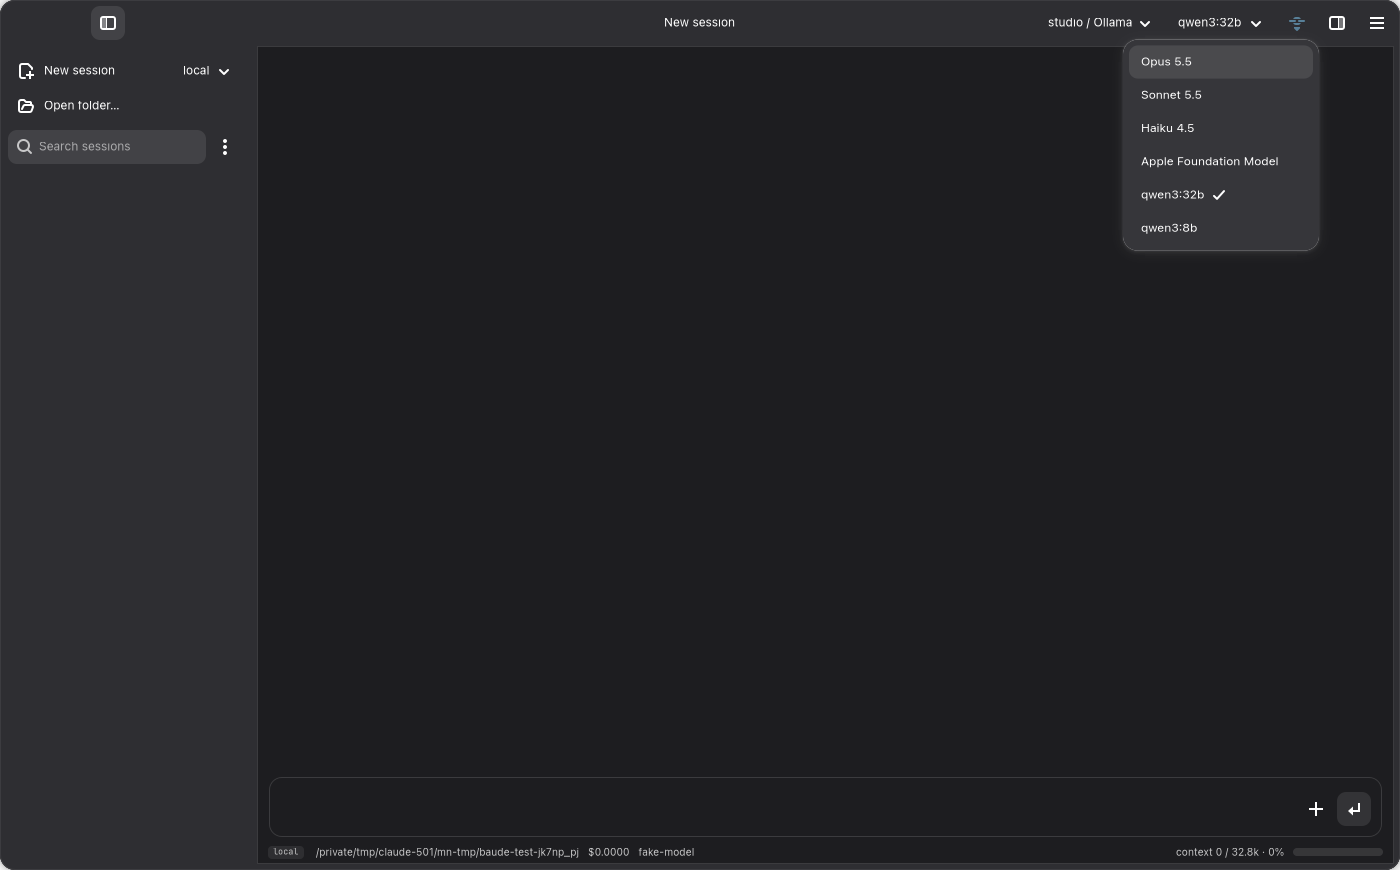 New session
studio / Ollama
qwen3:32b
New session
local
Open folder...
Search sessions
Opus 5.5
Sonnet 5.5
Haiku 4.5
Apple Foundation Model
qwen3:32b
qwen3:8b
local /private/tmp/claude-501/mn-tmp/baude-test-jk7np_pj $0.0000 fake-model
context 0 / 32.8k · 0%